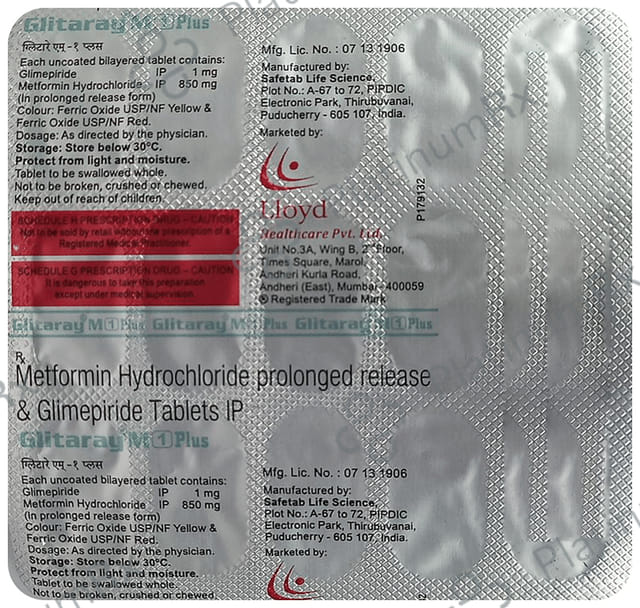 Glitaray M 1 Plus
ग्लिटारे एम् -१ प्लस
Each uncoated bilayered tablet contains:
Glimepiride IP 1 mg
Metformin Hydrochloride IP 850 mg
(In prolonged release form)
Colour: Ferric Oxide USP/NF Yellow &
Ferric Oxide USP/NF Red.
Dosage: As directed by the physician.
Storage: Store below 30°C.
Protect from light and moisture.
Tablet to be swallowed whole.
Not to be broken, crushed or chewed.
Keep out of reach of children.
SCHEDULE H PRESCRIPTION DRUG – CAUTION
Not to be sold by retail without the prescription of a
Registered Medical Practitioner.
SCHEDULE G PRESCRIPTION DRUG – CAUTION
It is dangerous to take this preparation
except under medical supervision.
Mfg. Lic. No. : 07 13 1906
Manufactured by:
Safetab Life Science,
Plot No.: A-67 to 72, PIPDIC
Electronic Park, Thirubuvanai,
Puducherry - 605 107, India.
Marketed by:
Lloyd
Healthcare Pvt. Ltd.
Unit No.3A, Wing B, 2nd Floor,
Times Square, Marol,
Andheri Kurla Road,
Andheri (East), Mumbai- 400059
® Registered Trade Mark
P179132
Glitaray M 1 Plus Glitaray M 1 Plus Glitaray M 1 Plus
Rx
Metformin Hydrochloride prolonged release
& Glimepiride Tablets IP
Glitaray M 1 Plus
ग्लिटारे एम् -१ प्लस
Each uncoated bilayered tablet contains:
Glimepiride IP 1 mg
Metformin Hydrochloride IP 850 mg
(In prolonged release form)
Colour: Ferric Oxide USP/NF Yellow &
Ferric Oxide USP/NF Red.
Dosage: As directed by the physician.
Storage: Store below 30°C.
Protect from light and moisture.
Tablet to be swallowed whole.
Not to be broken, crushed or chewed.
Mfg. Lic. No. : 07 13 1906
Manufactured by:
Safetab Life Science,
Plot No.: A-67 to 72, PIPDIC
Electronic Park, Thirubuvanai,
Puducherry - 605 107, India.
Marketed by:
PlatinumRx